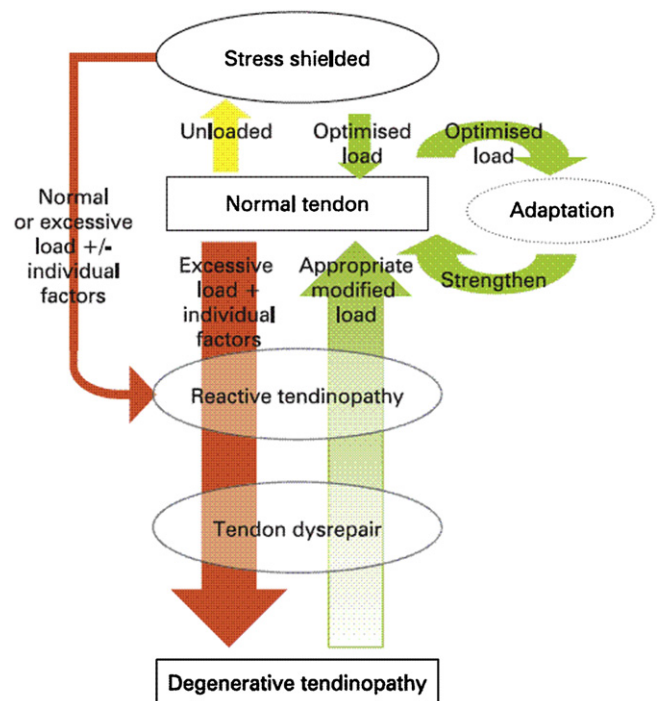 Stress shielded
Unloaded
Optimised
load
Optimised
load
Normal
or excessive
load +/-
individual
factors
Normal tendon
Adaptation
Excessive
load +
individual
factors
Appropriate
modified
load
Strengthen
Reactive tendinopathy
Tendon dysrepair
Degenerative tendinopathy